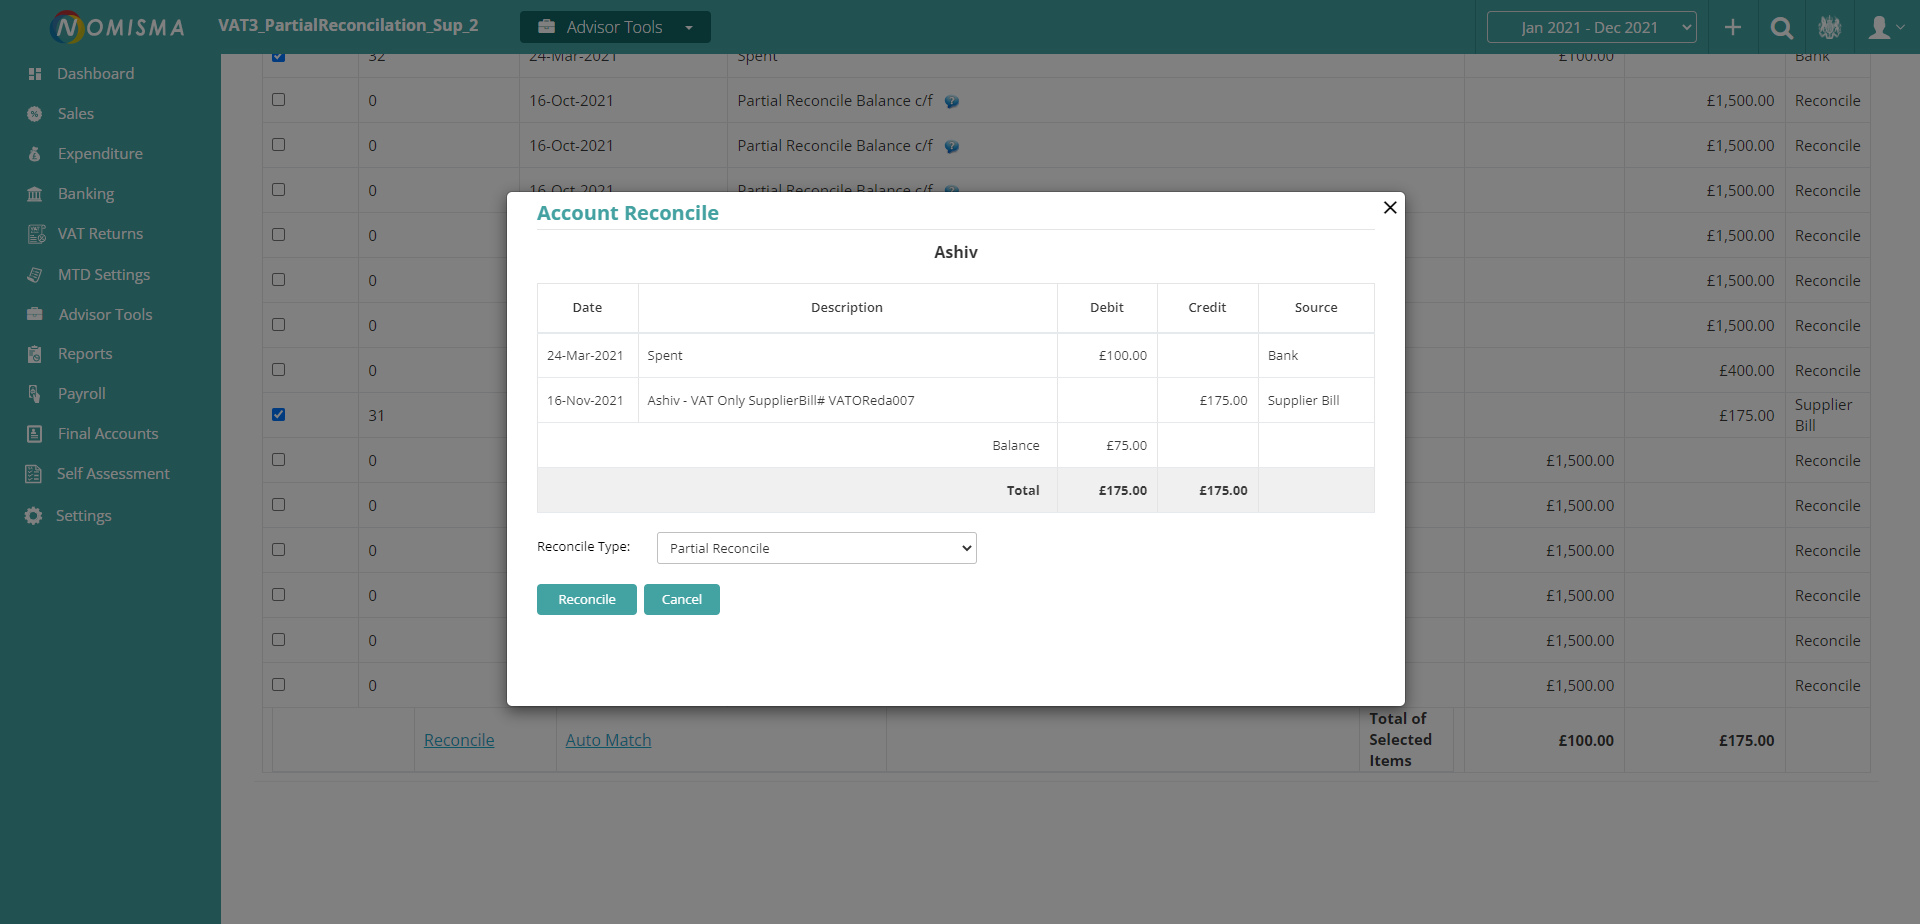 NOMISMA
VAT3_PartialReconcilation_Sup_2
Advisor Tools
Jan 2021 - Dec 2021
Dashboard
Sales
Expenditure
Banking
VAT Returns
MTD Settings
Advisor Tools
Reports
Payroll
Final Accounts
Self Assessment
Settings
32 24-Mar-2021 Spent £100.00 Bank
0 16-Oct-2021 Partial Reconcile Balance c/f £1,500.00 Reconcile
0 16-Oct-2021 Partial Reconcile Balance c/f £1,500.00 Reconcile
0 16-Oct-2021 Partial Reconcile Balance c/f £1,500.00 Reconcile
0 £1,500.00 Reconcile
0 £1,500.00 Reconcile
0 £1,500.00 Reconcile
0 £400.00 Reconcile
31 £175.00 Supplier
Bill
0 £1,500.00 Reconcile
0 £1,500.00 Reconcile
0 £1,500.00 Reconcile
0 £1,500.00 Reconcile
0 £1,500.00 Reconcile
0 £1,500.00 Reconcile
Reconcile Auto Match Total of
Selected
Items £100.00 £175.00
Account Reconcile
Ashiv
Date Description Debit Credit Source
24-Mar-2021 Spent £100.00 Bank
16-Nov-2021 Ashiv - VAT Only SupplierBill# VATOReda007 £175.00 Supplier Bill
Balance £75.00
Total £175.00 £175.00
Reconcile Type: Partial Reconcile
Reconcile Cancel